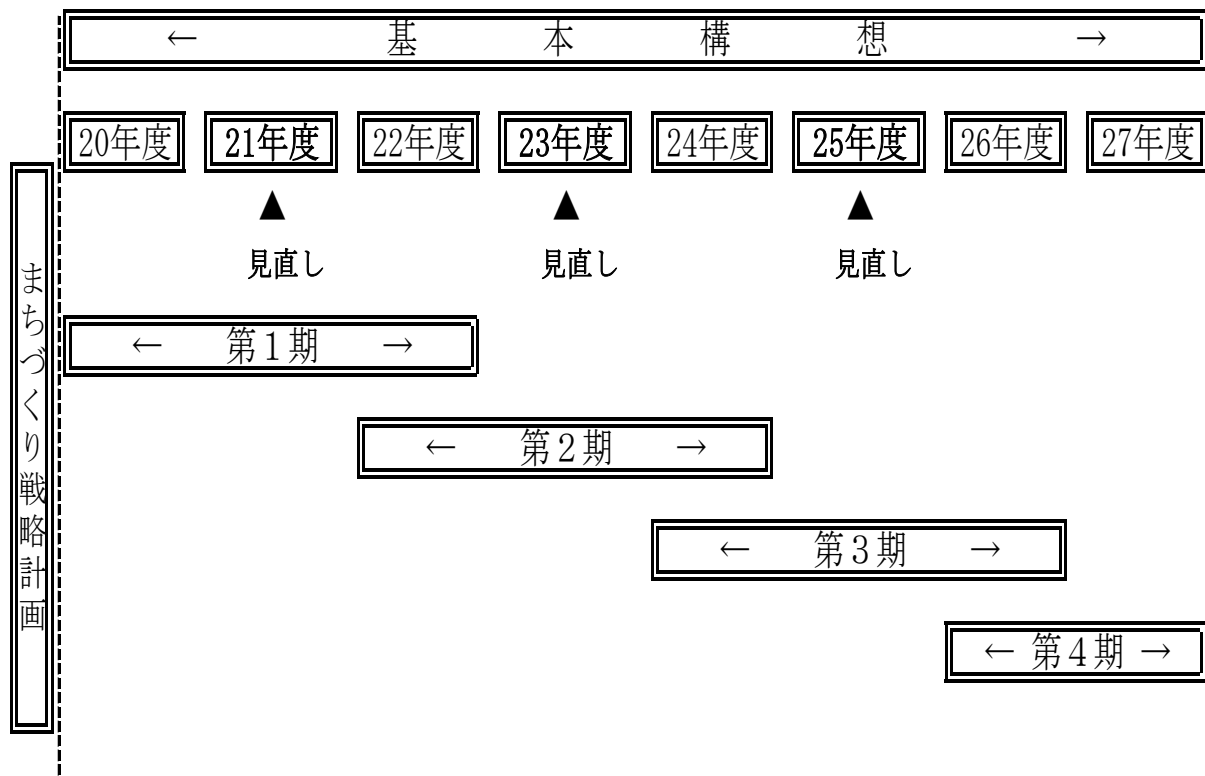 ← 基本構想 →
20年度 21年度 22年度 23年度 24年度 25年度 26年度 27年度
▲ ▲ ▲
見直し 見直し 見直し
まちづくり戦略計画
← 第1期 →
← 第2期 →
← 第3期 →
← 第4期 →